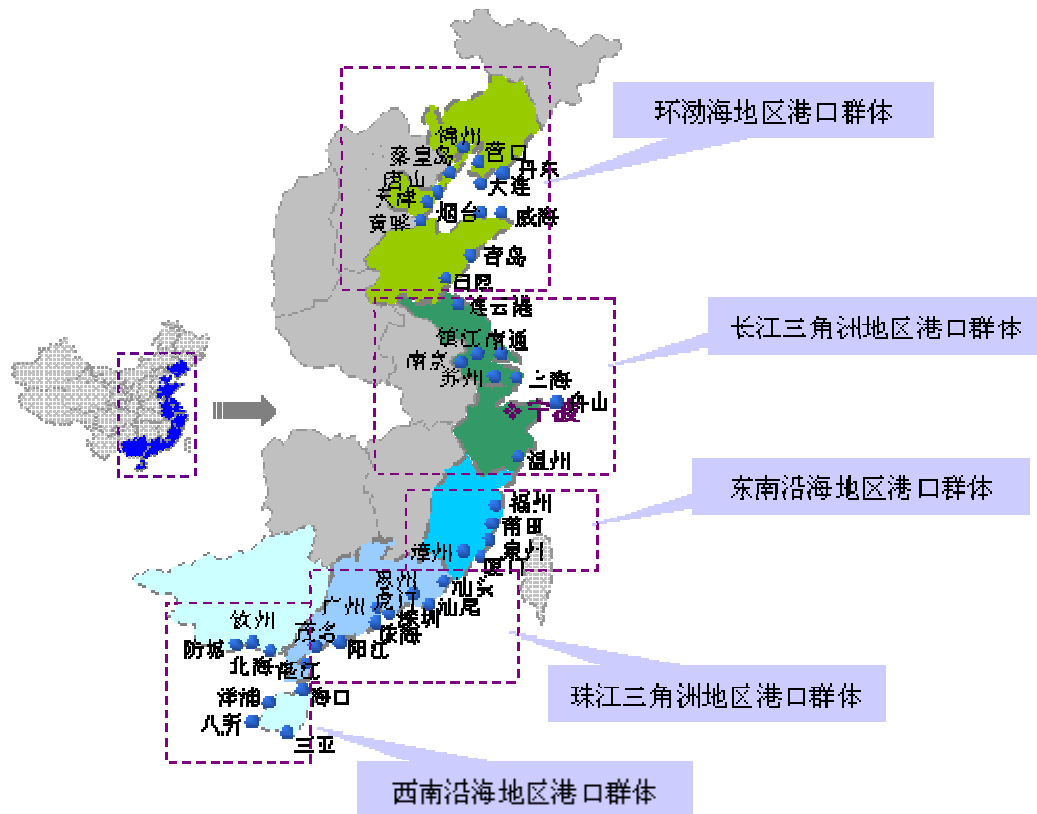 环渤海地区港口群体
锦州
秦皇岛
营口
丹东
唐山
大连
天津
烟台
威海
黄骅
青岛
日照
连云港
长江三角洲地区港口群体
镇江
南通
南京
苏州
上海
舟山
宁波
温州
东南沿海地区港口群体
福州
莆田
漳州
泉州
厦门
惠州
汕头
虎门
广州
汕尾
深圳
珠海
钦州
茂名
防城
阳江
北海
湛江
珠江三角洲地区港口群体
洋浦
海口
八所
三亚
西南沿海地区港口群体